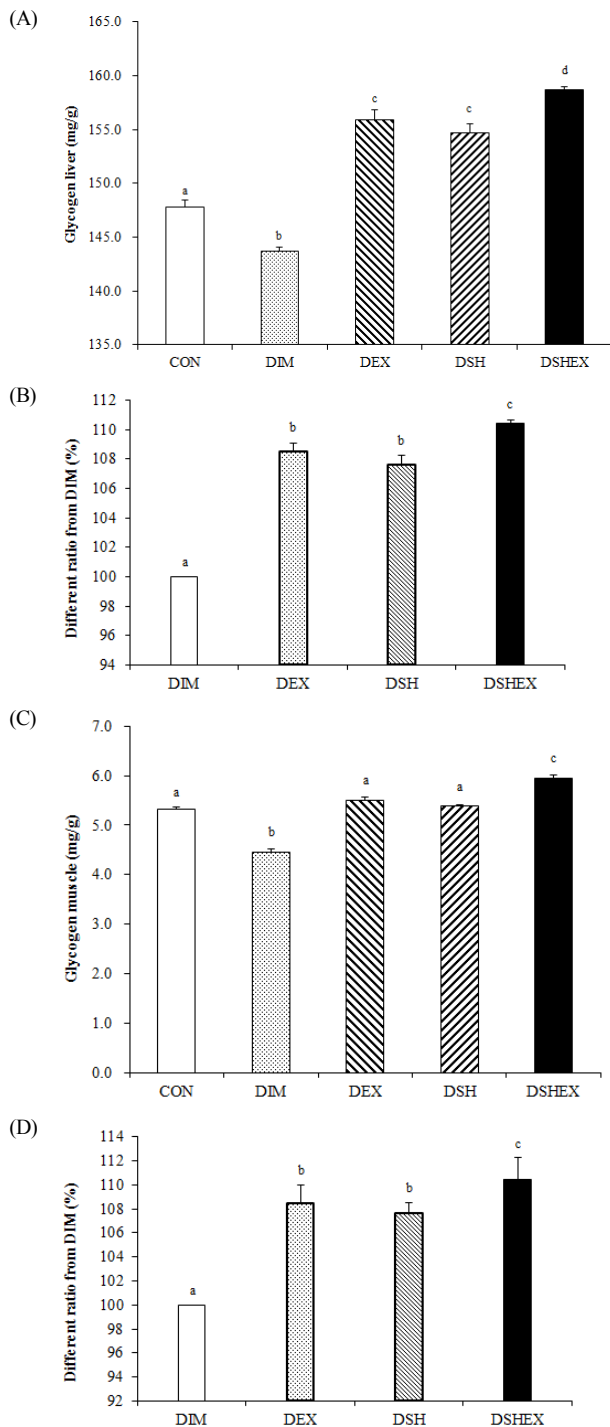 (A)
Glycogen liver (mg/g)
165.0
160.0
155.0
150.0
145.0
140.0
135.0
a
b
c
c
d
CON DIM DEX DSH DSHEX
(B)
Different ratio from DIM (%)
112
110
108
106
104
102
100
98
96
94
a
b
b
c
DIM DEX DSH DSHEX
(C)
Glycogen muscle (mg/g)
7.0
6.0
5.0
4.0
3.0
2.0
1.0
0.0
a
b
a
a
c
CON DIM DEX DSH DSHEX
(D)
Different ratio from DIM (%)
114
112
110
108
106
104
102
100
98
96
94
92
a
b
b
c
DIM DEX DSH DSHEX